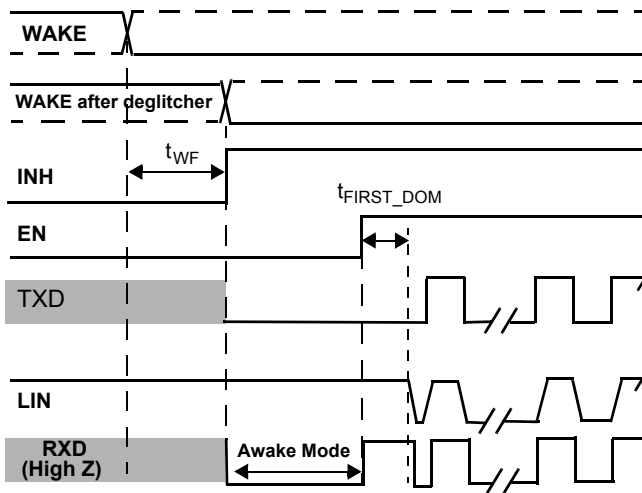 WAKE
WAKE after deglitcher
tWF
INH
tFIRST_DOM
EN
TXD
LIN
RXD
(High Z)
Awake Mode